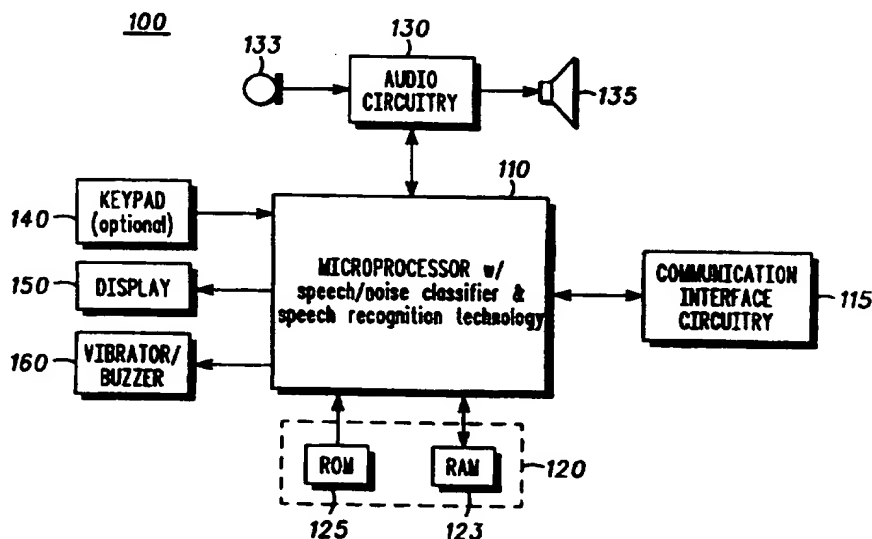 100
133
130
AUDIO
CIRCUITRY
135
110
KEYPAD
(optional)
140
MICROPROCESSOR w/
speech/noise classifier &
speech recognition technology
COMMUNICATION
INTERFACE
CIRCUITRY
115
150
DISPLAY
160
VIBRATOR/
BUZZER
ROM
RAM
120
125
123